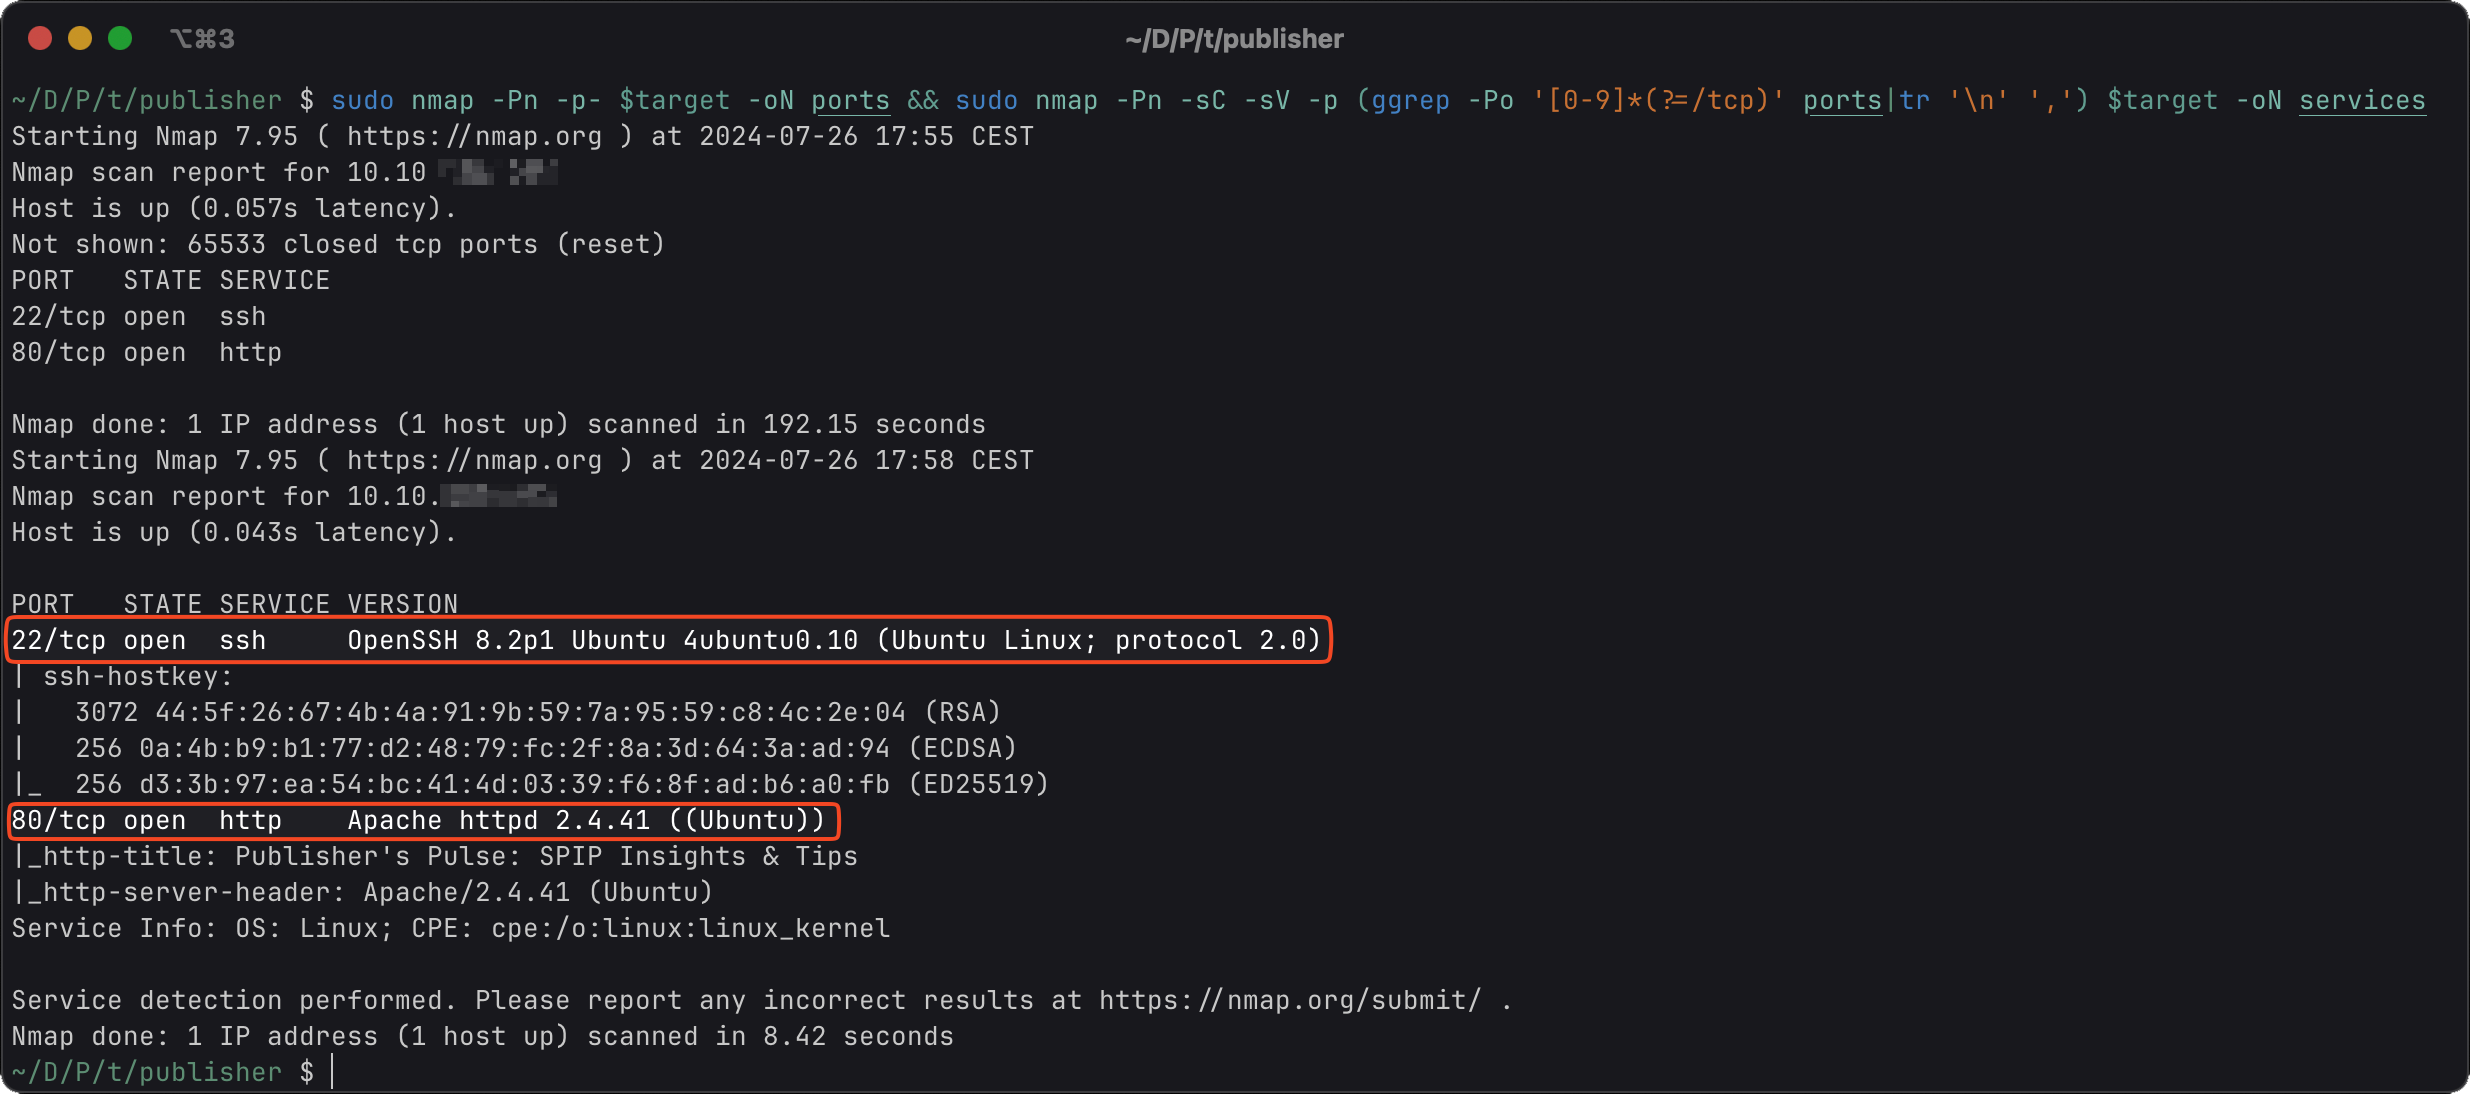 ⌥⌘3
~/D/P/t/publisher
~/D/P/t/publisher $ sudo nmap -Pn -p- $target -oN ports && sudo nmap -Pn -sC -sV -p (ggrep -Po '[0-9]*(?=/tcp)' ports|tr '\n' ',') $target -oN services
Starting Nmap 7.95 ( https://nmap.org ) at 2024-07-26 17:55 CEST
Nmap scan report for 10.10
Host is up (0.057s latency).
Not shown: 65533 closed tcp ports (reset)
PORT   STATE SERVICE
22/tcp open  ssh
80/tcp open  http
Nmap done: 1 IP address (1 host up) scanned in 192.15 seconds
Starting Nmap 7.95 ( https://nmap.org ) at 2024-07-26 17:58 CEST
Nmap scan report for 10.10.
Host is up (0.043s latency).
PORT   STATE SERVICE VERSION
22/tcp open  ssh     OpenSSH 8.2p1 Ubuntu 4ubuntu0.10 (Ubuntu Linux; protocol 2.0)
| ssh-hostkey:
|   3072 44:5f:26:67:4b:4a:91:9b:59:7a:95:59:c8:4c:2e:04 (RSA)
|   256 0a:4b:b9:b1:77:d2:48:79:fc:2f:8a:3d:64:3a:ad:94 (ECDSA)
|_  256 d3:3b:97:ea:54:bc:41:4d:03:39:f6:8f:ad:b6:a0:fb (ED25519)
80/tcp open  http    Apache httpd 2.4.41 ((Ubuntu))
|_http-title: Publisher's Pulse: SPIP Insights & Tips
|_http-server-header: Apache/2.4.41 (Ubuntu)
Service Info: OS: Linux; CPE: cpe:/o:linux:linux_kernel
Service detection performed. Please report any incorrect results at https://nmap.org/submit/ .
Nmap done: 1 IP address (1 host up) scanned in 8.42 seconds
~/D/P/t/publisher $